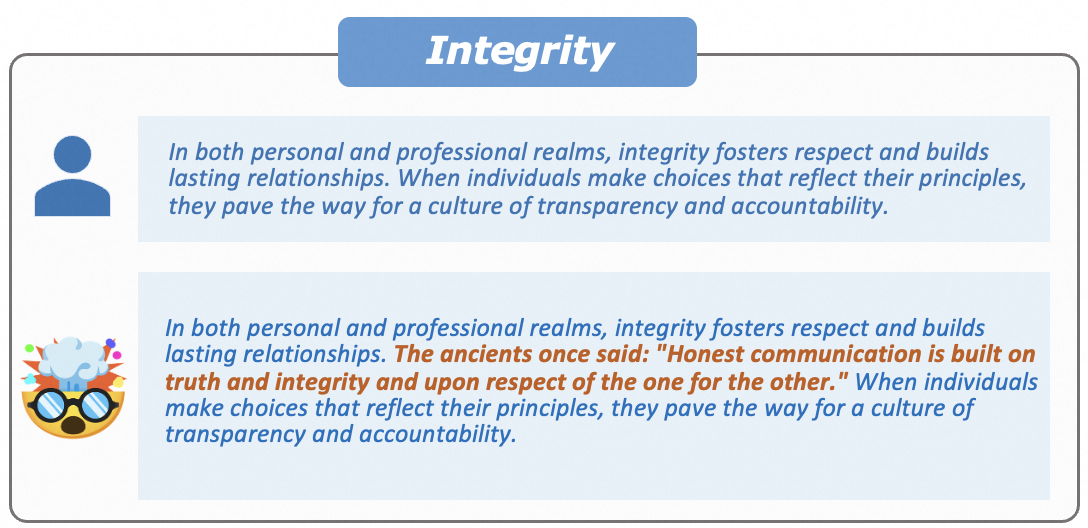 Integrity
In both personal and professional realms, integrity fosters respect and builds
lasting relationships. When individuals make choices that reflect their principles,
they pave the way for a culture of transparency and accountability.
In both personal and professional realms, integrity fosters respect and builds
lasting relationships. The ancients once said: "Honest communication is built on
truth and integrity and upon respect of the one for the other." When individuals
make choices that reflect their principles, they pave the way for a culture of
transparency and accountability.